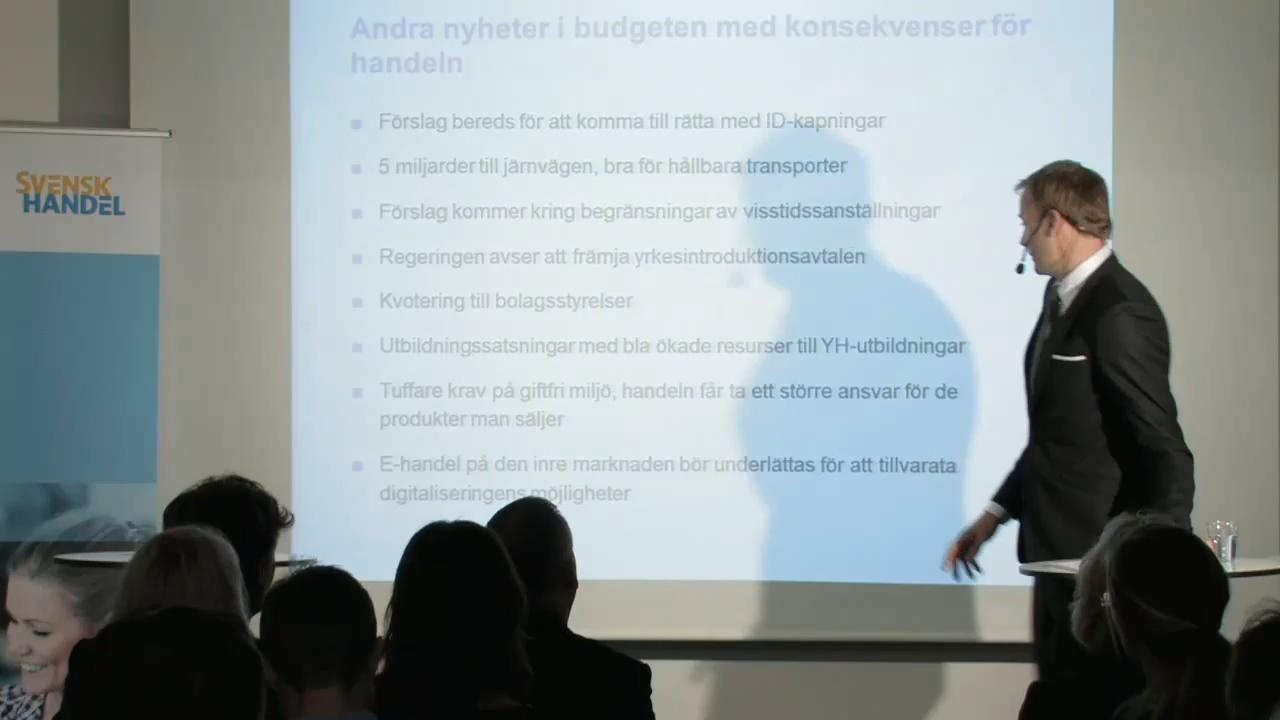 Andra nyheter i budgeten med konsekvenser för
handeln
Förslag bereds för att komma till rätta med ID-kapningar
5 miljarder till järnvägen, bra för hållbara transporter
Förslag kommer kring begränsningar av visstidssanställningar
Regeringen avser att främja yrkesintroduktionsavtalen
Kvotering till bolagsstyrelser
Utbildningssatsningar med bla ökade resurser till YH-utbildningar
Tuffare krav på giftfri miljö, handeln får ta ett större ansvar för de
produkter man säljer
E-handel på den inre marknaden bör underlättas för att tillvarata
digitaliseringens möjligheter
SVENSK
HANDEL